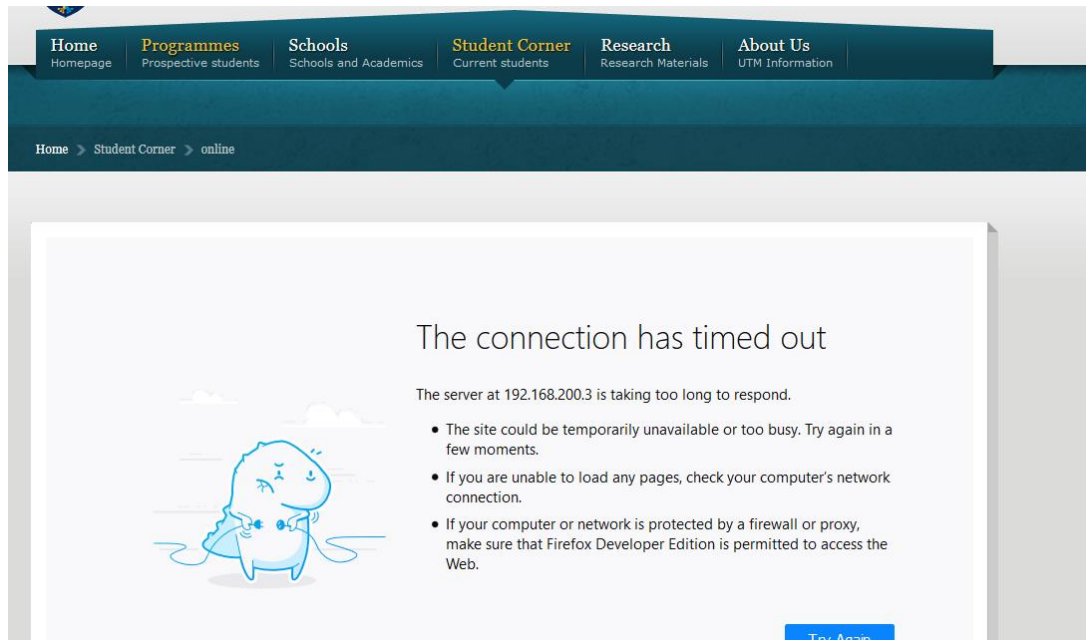 Home Programmes Schools Student Corner Research About Us
Homepage Prospective students Schools and Academics Current students Research Materials UTM Information
Home Student Corner online
The connection has timed out
The server at 192.168.200.3 is taking too long to respond.
The site could be temporarily unavailable or too busy. Try again in a
few moments.
If you are unable to load any pages, check your computer's network
connection.
If your computer or network is protected by a firewall or proxy,
make sure that Firefox Developer Edition is permitted to access the
Web.
Try Again